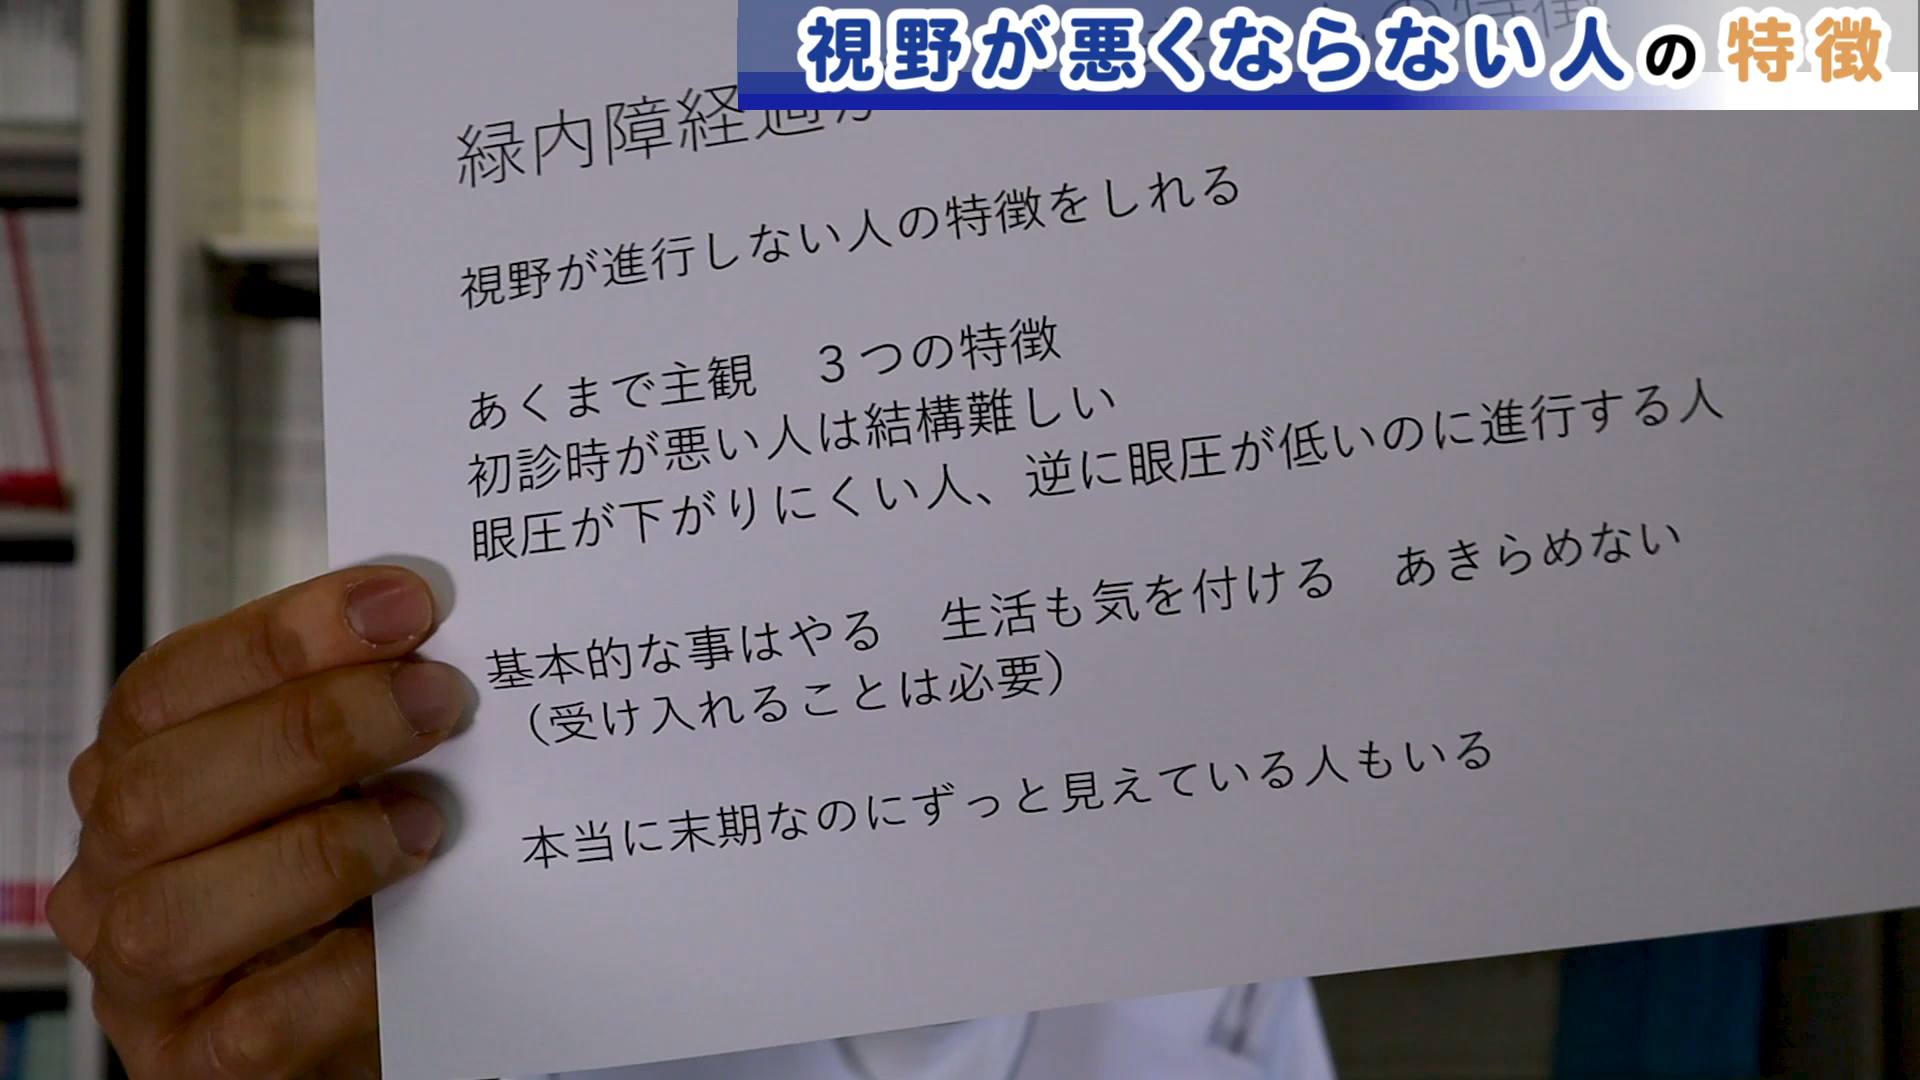 視野が悪くならない人の特徴
緑内障経過が
視野が進行しない人の特徴をしれる
あくまで主観　３つの特徴
初診時が悪い人は結構難しい
眼圧が下がりにくい人、逆に眼圧が低いのに進行する人
基本的な事はやる　生活も気を付ける　あきらめない
（受け入れることは必要）
本当に末期なのにずっと見えている人もいる